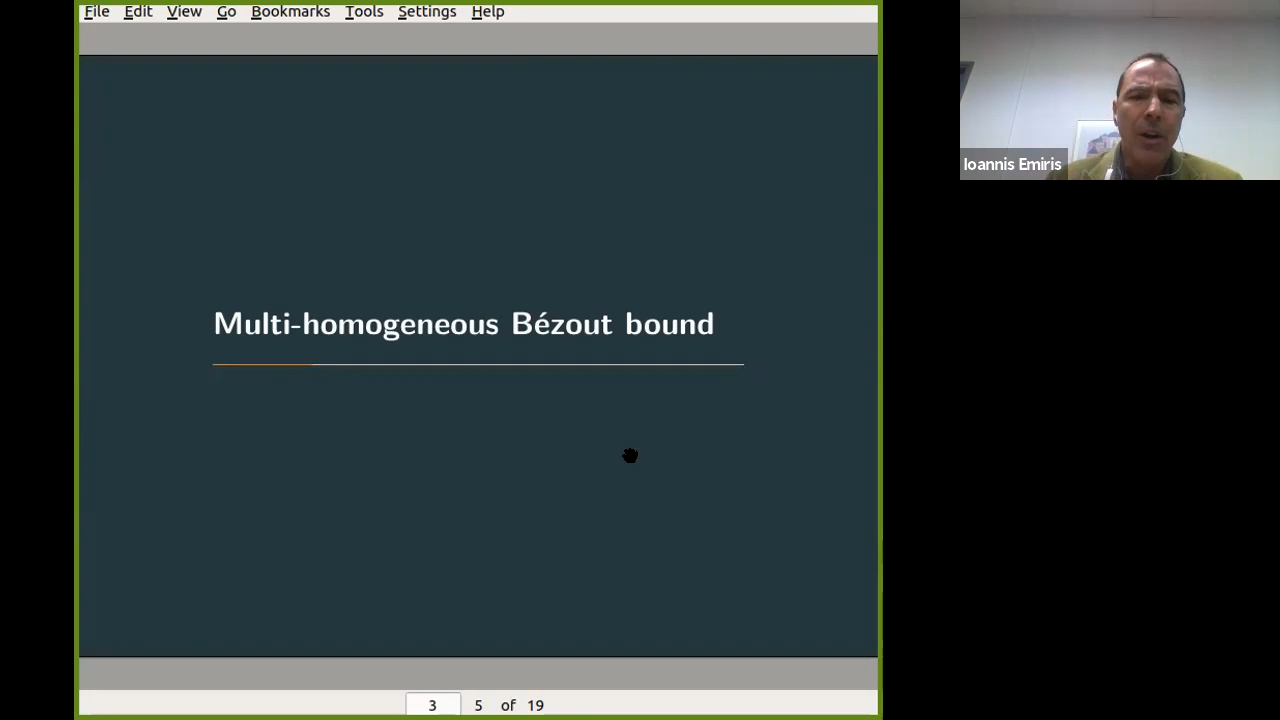 File Edit View Go Bookmarks Tools Settings Help
Multi-homogeneous Bézout bound
Ioannis Emiris
3 5 of 19